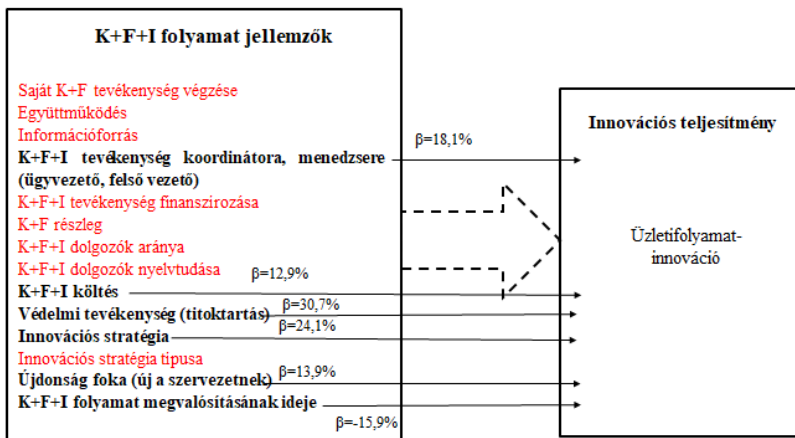 K+F+I folyamat jellemzők
Saját K+F tevékenység végzése
Együttműködés
Információforrás
K+F+I tevékenység koordinátora, menedzsere
(ügyvezető, felső vezető)
K+F+I tevékenység finanszírozása
K+F részleg
K+F+I dolgozók aránya
K+F+I dolgozók nyelvtudása
K+F+I költés
Védelmi tevékenység (titoktartás)
Innovációs stratégia
Innovációs stratégia típusa
Újdonság foka (új a szervezetnek)
K+F+I folyamat megvalósításának ideje
β=18,1%
β=12,9%
β=30,7%
β=24,1%
β=13,9%
β=-15,9%
Innovációs teljesítmény
Üzletifolyamat-
innováció